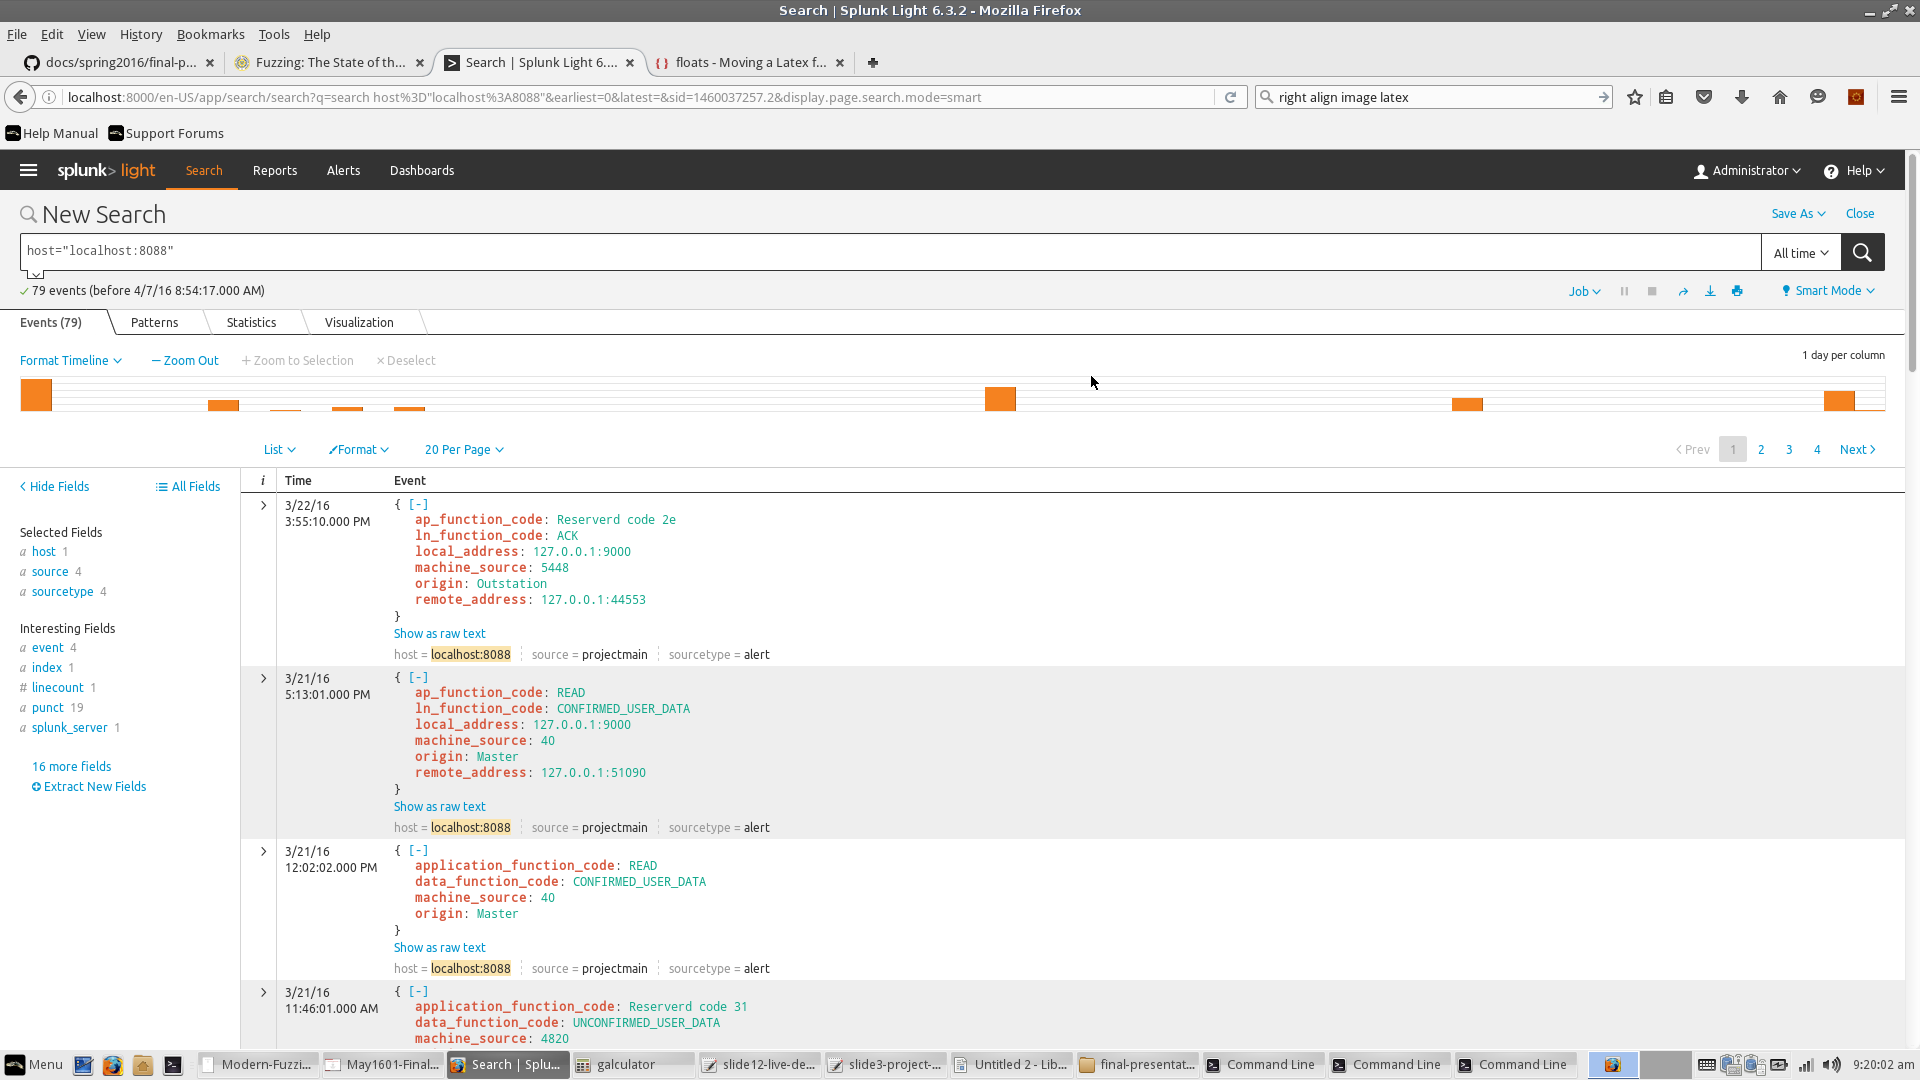 Search | Splunk Light 6.3.2 - Mozilla Firefox
File Edit View History Bookmarks Tools Help
docs/spring2016/final-p... Fuzzing: The State of th... Search | Splunk Light 6.... floats - Moving a Latex f...
localhost:8000/en-US/app/search/search?q=search host%3D"localhost%3A8088"&earliest=0&latest=&sid=1460037257.2&display.page.search.mode=smart right align image latex
Help Manual Support Forums
splunk>light Search Reports Alerts Dashboards Administrator Help
New Search Save As Close
host="localhost:8088" All time
79 events (before 4/7/16 8:54:17.000 AM) Job Smart Mode
Events (79) Patterns Statistics Visualization
Format Timeline — Zoom Out + Zoom to Selection × Deselect 1 day per column
List Format 20 Per Page < Prev 1 2 3 4 Next >
< Hide Fields All Fields
i Time Event
Selected Fields
a host 1
a source 4
a sourcetype 4
Interesting Fields
a event 4
a index 1
# linecount 1
a punct 19
a splunk_server 1
16 more fields
Extract New Fields
3/22/16
3:55:10.000 PM
{ [-]
ap_function_code: Reserverd code 2e
ln_function_code: ACK
local_address: 127.0.0.1:9000
machine_source: 5448
origin: Outstation
remote_address: 127.0.0.1:44553
}
Show as raw text
host = localhost:8088 source = projectmain sourcetype = alert
3/21/16
5:13:01.000 PM
{ [-]
ap_function_code: READ
ln_function_code: CONFIRMED_USER_DATA
local_address: 127.0.0.1:9000
machine_source: 40
origin: Master
remote_address: 127.0.0.1:51090
}
Show as raw text
host = localhost:8088 source = projectmain sourcetype = alert
3/21/16
12:02:02.000 PM
{ [-]
application_function_code: READ
data_function_code: CONFIRMED_USER_DATA
machine_source: 40
origin: Master
}
Show as raw text
host = localhost:8088 source = projectmain sourcetype = alert
3/21/16
11:46:01.000 AM
{ [-]
application_function_code: Reserverd code 31
data_function_code: UNCONFIRMED_USER_DATA
machine_source: 4820
Menu Modern-Fuzzi... May1601-Final... Search | Splu... galculator slide12-live-de... slide3-project-... Untitled 2 - Lib... final-presentat... Command Line Command Line Command Line 9:20:02 am